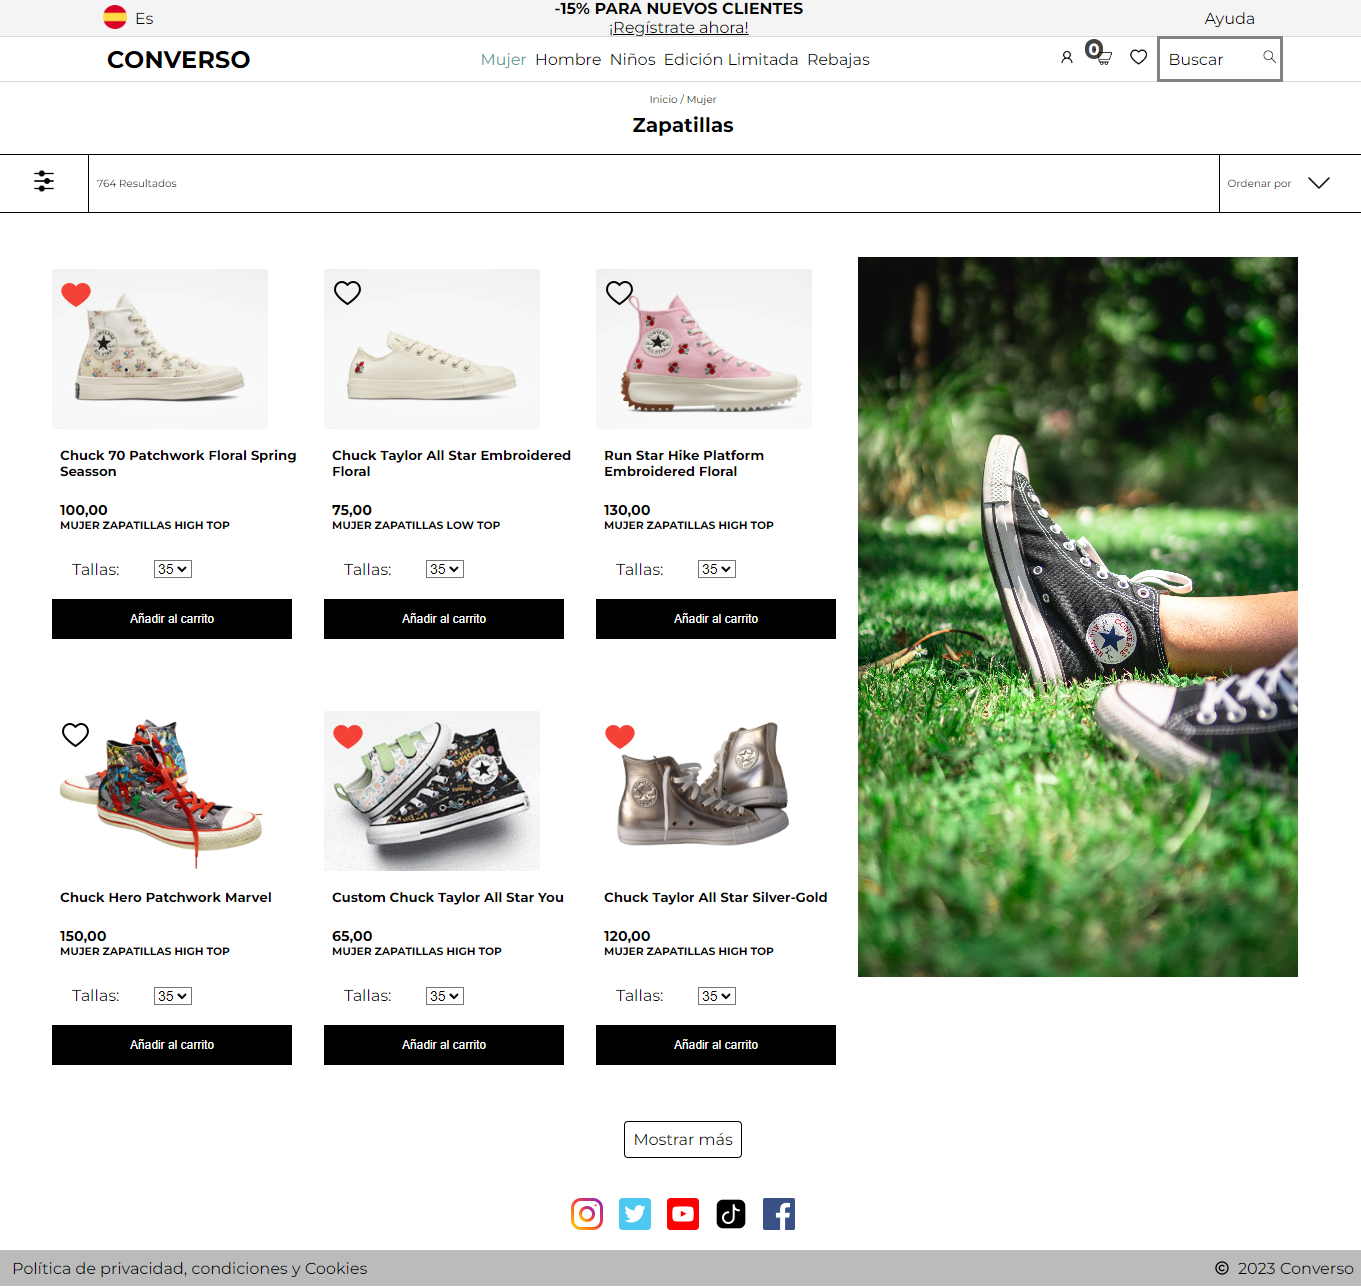 Es
-15% PARA NUEVOS CLIENTES
¡Regístrate ahora!
Ayuda
CONVERSO
Mujer Hombre Niños Edición Limitada Rebajas
0
Buscar
Inicio / Mujer
Zapatillas
764 Resultados
Ordenar por
Chuck 70 Patchwork Floral Spring
Seasson
100,00
MUJER ZAPATILLAS HIGH TOP
Tallas: 35
Añadir al carrito
Chuck Taylor All Star Embroidered
Floral
75,00
MUJER ZAPATILLAS LOW TOP
Tallas: 35
Añadir al carrito
Run Star Hike Platform
Embroidered Floral
130,00
MUJER ZAPATILLAS HIGH TOP
Tallas: 35
Añadir al carrito
CONVERSE
Chuck Hero Patchwork Marvel
150,00
MUJER ZAPATILLAS HIGH TOP
Tallas: 35
Añadir al carrito
Custom Chuck Taylor All Star You
65,00
MUJER ZAPATILLAS HIGH TOP
Tallas: 35
Añadir al carrito
Chuck Taylor All Star Silver-Gold
120,00
MUJER ZAPATILLAS HIGH TOP
Tallas: 35
Añadir al carrito
Mostrar más
Política de privacidad, condiciones y Cookies
© 2023 Converso